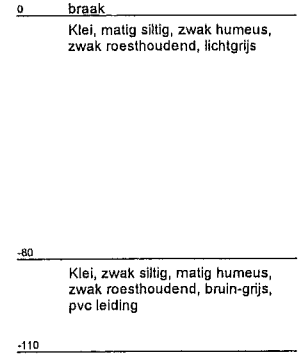 0 braak
Klei, matig siltig, zwak humeus,
zwak roesthoudend, lichtgrijs
-80
Klei, zwak siltig, matig humeus,
zwak roesthoudend, bruin-grijs,
pvc leiding
-110